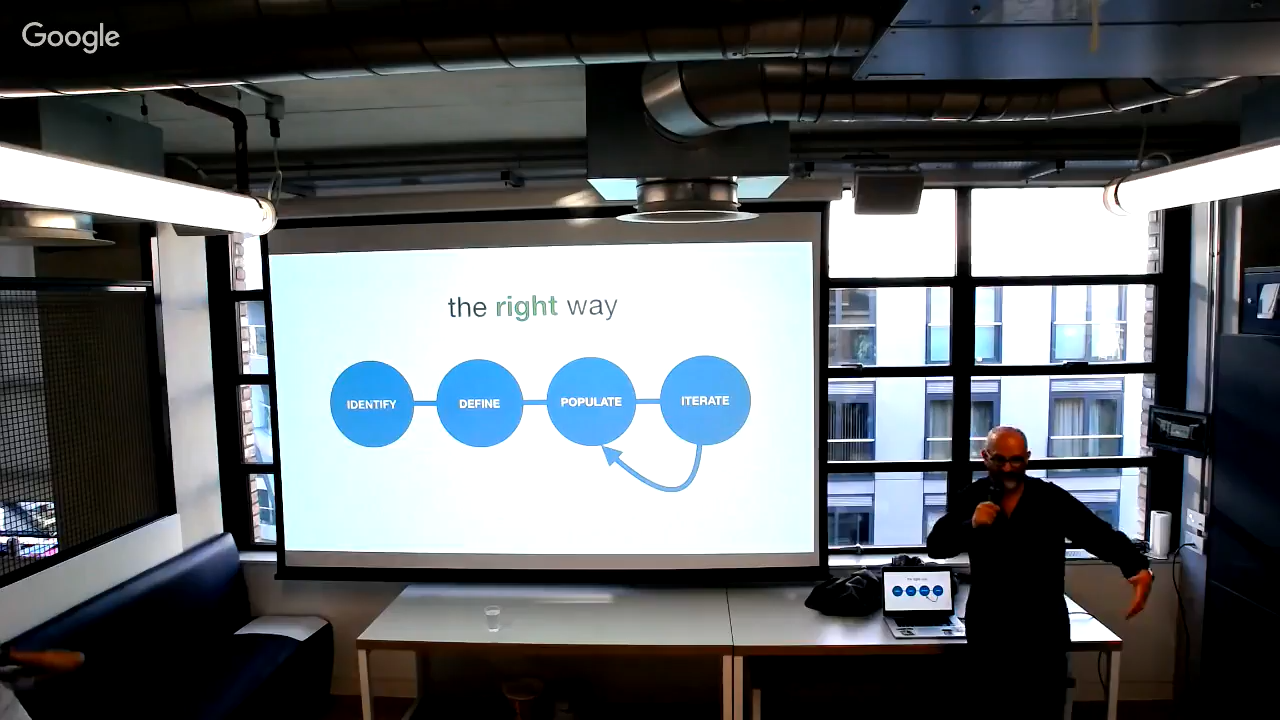 Google
the right way
IDENTIFY
DEFINE
POPULATE
ITERATE